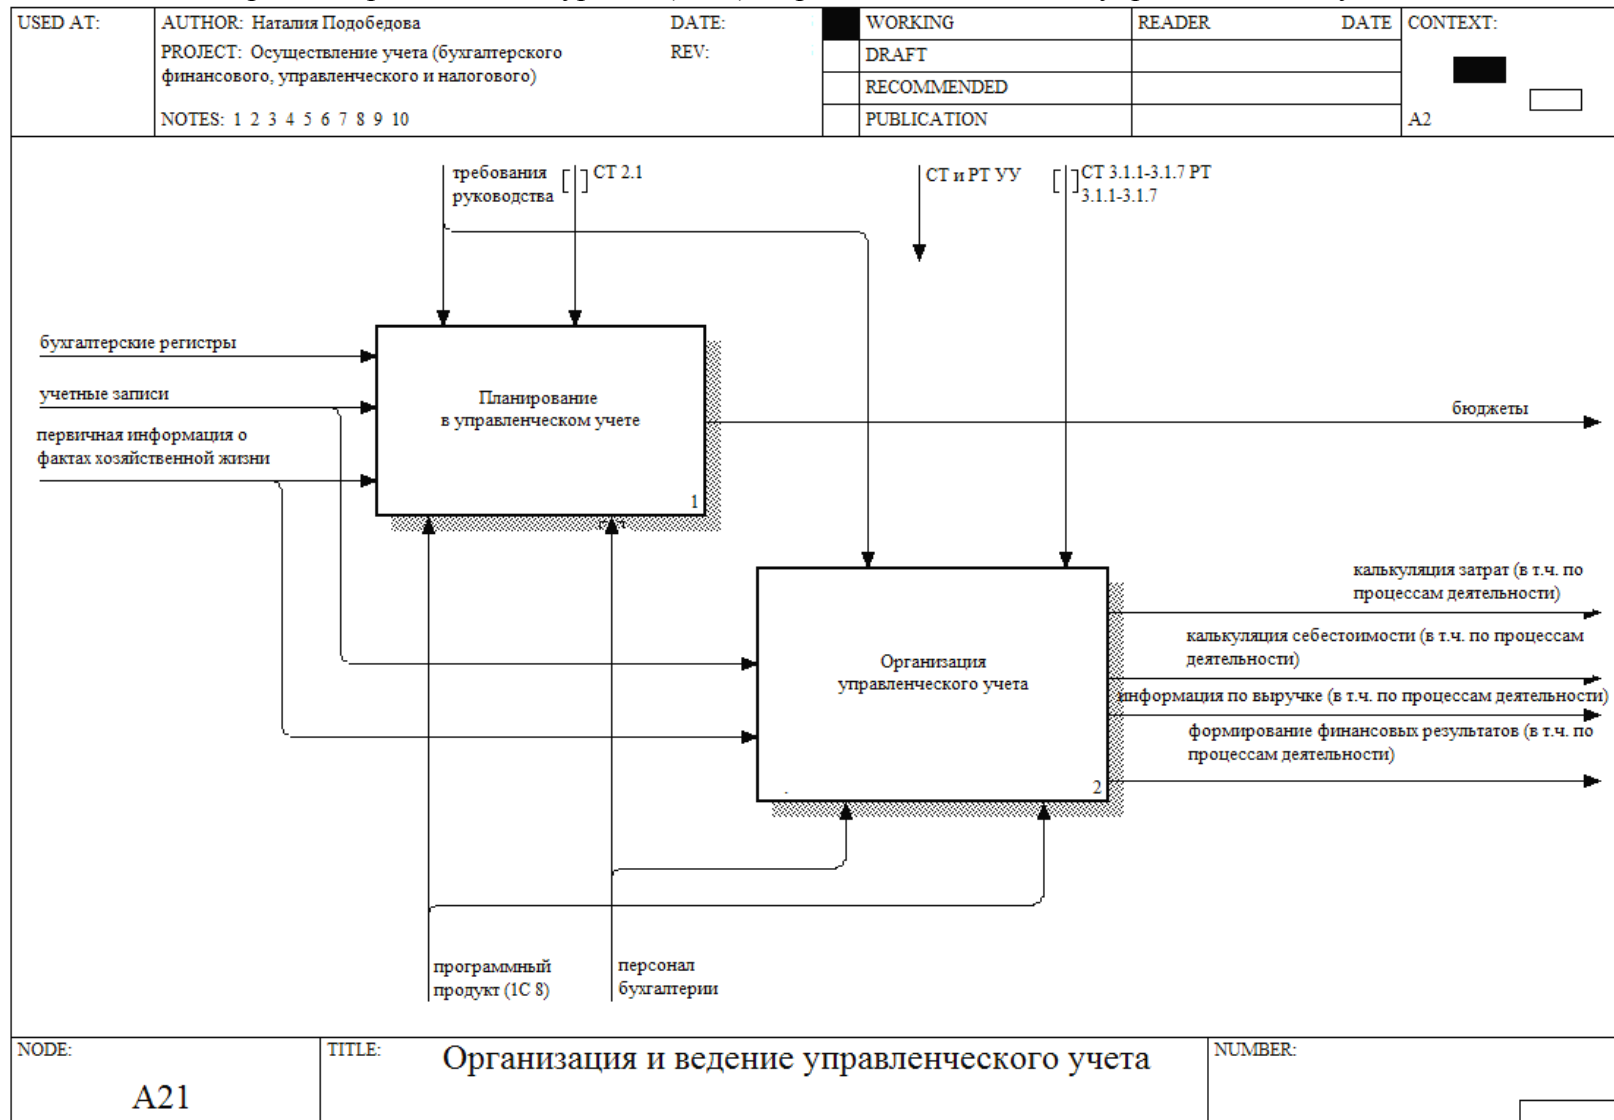 USED AT:
AUTHOR: Наталия Подобедова
DATE:
PROJECT: Осуществление учета (бухгалтерского
REV:
финансового, управленческого и налогового)
NOTES: 1 2 3 4 5 6 7 8 9 10
WORKING
DRAFT
RECOMMENDED
PUBLICATION
READER
DATE
CONTEXT:
A2
требования
руководства
СТ 2.1
СТ и РТ УУ
СТ 3.1.1-3.1.7 РТ
3.1.1-3.1.7
бухгалтерские регистры
учетные записи
первичная информация о
фактах хозяйственной жизни
Планирование
в управленческом учете
1
бюджеты
Организация
управленческого учета
.
2
калькуляция затрат (в т.ч. по
процессам деятельности)
калькуляция себестоимости (в т.ч. по процессам
деятельности)
информация по выручке (в т.ч. по процессам деятельности)
формирование финансовых результатов (в т.ч. по
процессам деятельности)
программный
продукт (1С 8)
персонал
бухгалтерии
NODE:
A21
TITLE:
Организация и ведение управленческого учета
NUMBER: